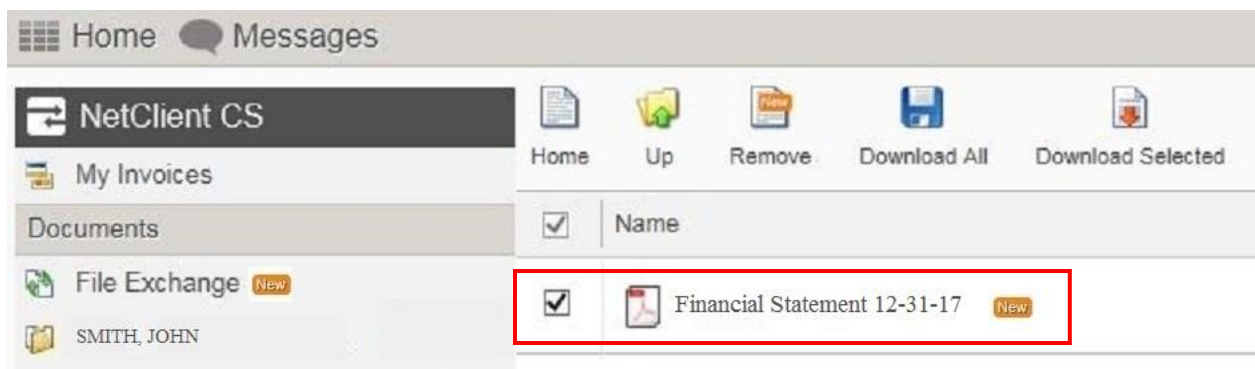 Home Messages
NetClient CS
My Invoices
Documents
File Exchange New
SMITH, JOHN
New
Home Up Remove Download All Download Selected
Name
Financial Statement 12-31-17 New